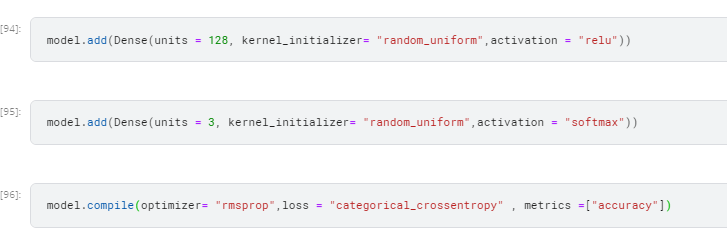 [94]:
model.add(Dense(units = 128, kernel_initializer= "random_uniform",activation = "relu"))
[95]:
model.add(Dense(units = 3, kernel_initializer= "random_uniform",activation = "softmax"))
[96]:
model.compile(optimizer= "rmsprop",loss = "categorical_crossentropy" , metrics =["accuracy"])